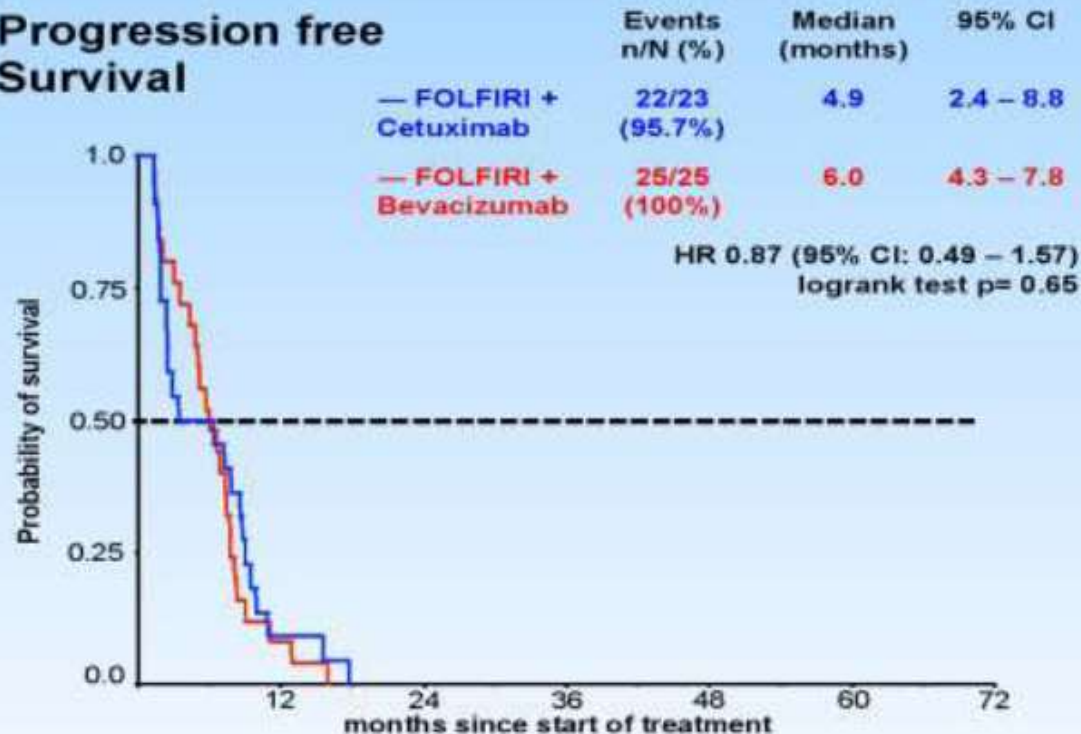 Progression free
Survival
Events
n/N (%)
Median
(months)
95% CI
— FOLFIRI +
Cetuximab
22/23
(95.7%)
4.9
2.4 – 8.8
— FOLFIRI +
Bevacizumab
25/25
(100%)
6.0
4.3 – 7.8
HR 0.87 (95% CI: 0.49 – 1.57)
logrank test p= 0.65
Probability of survival
1.0
0.75
0.50
0.25
0.0
12 24 36 48 60 72
months since start of treatment